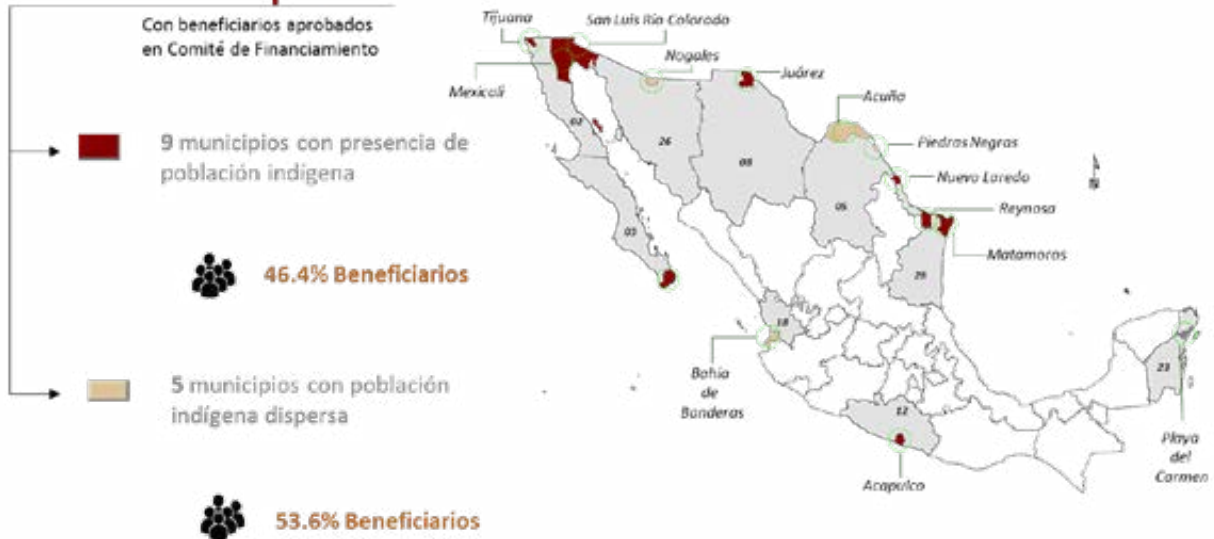 Con beneficiarios aprobados
en Comité de Financiamiento
9 municipios con presencia de
población indígena
46.4% Beneficiarios
5 municipios con población
indígena dispersa
53.6% Beneficiarios
Tijuana
San Luis Río Colorado
Nogales
Mexicali
Juárez
Acuña
Piedras Negras
Nuevo Laredo
Reynosa
Matamoros
02
26
08
05
03
18
23
12
Bahía
de
Banderas
Acapulco
Playa
del
Carmen